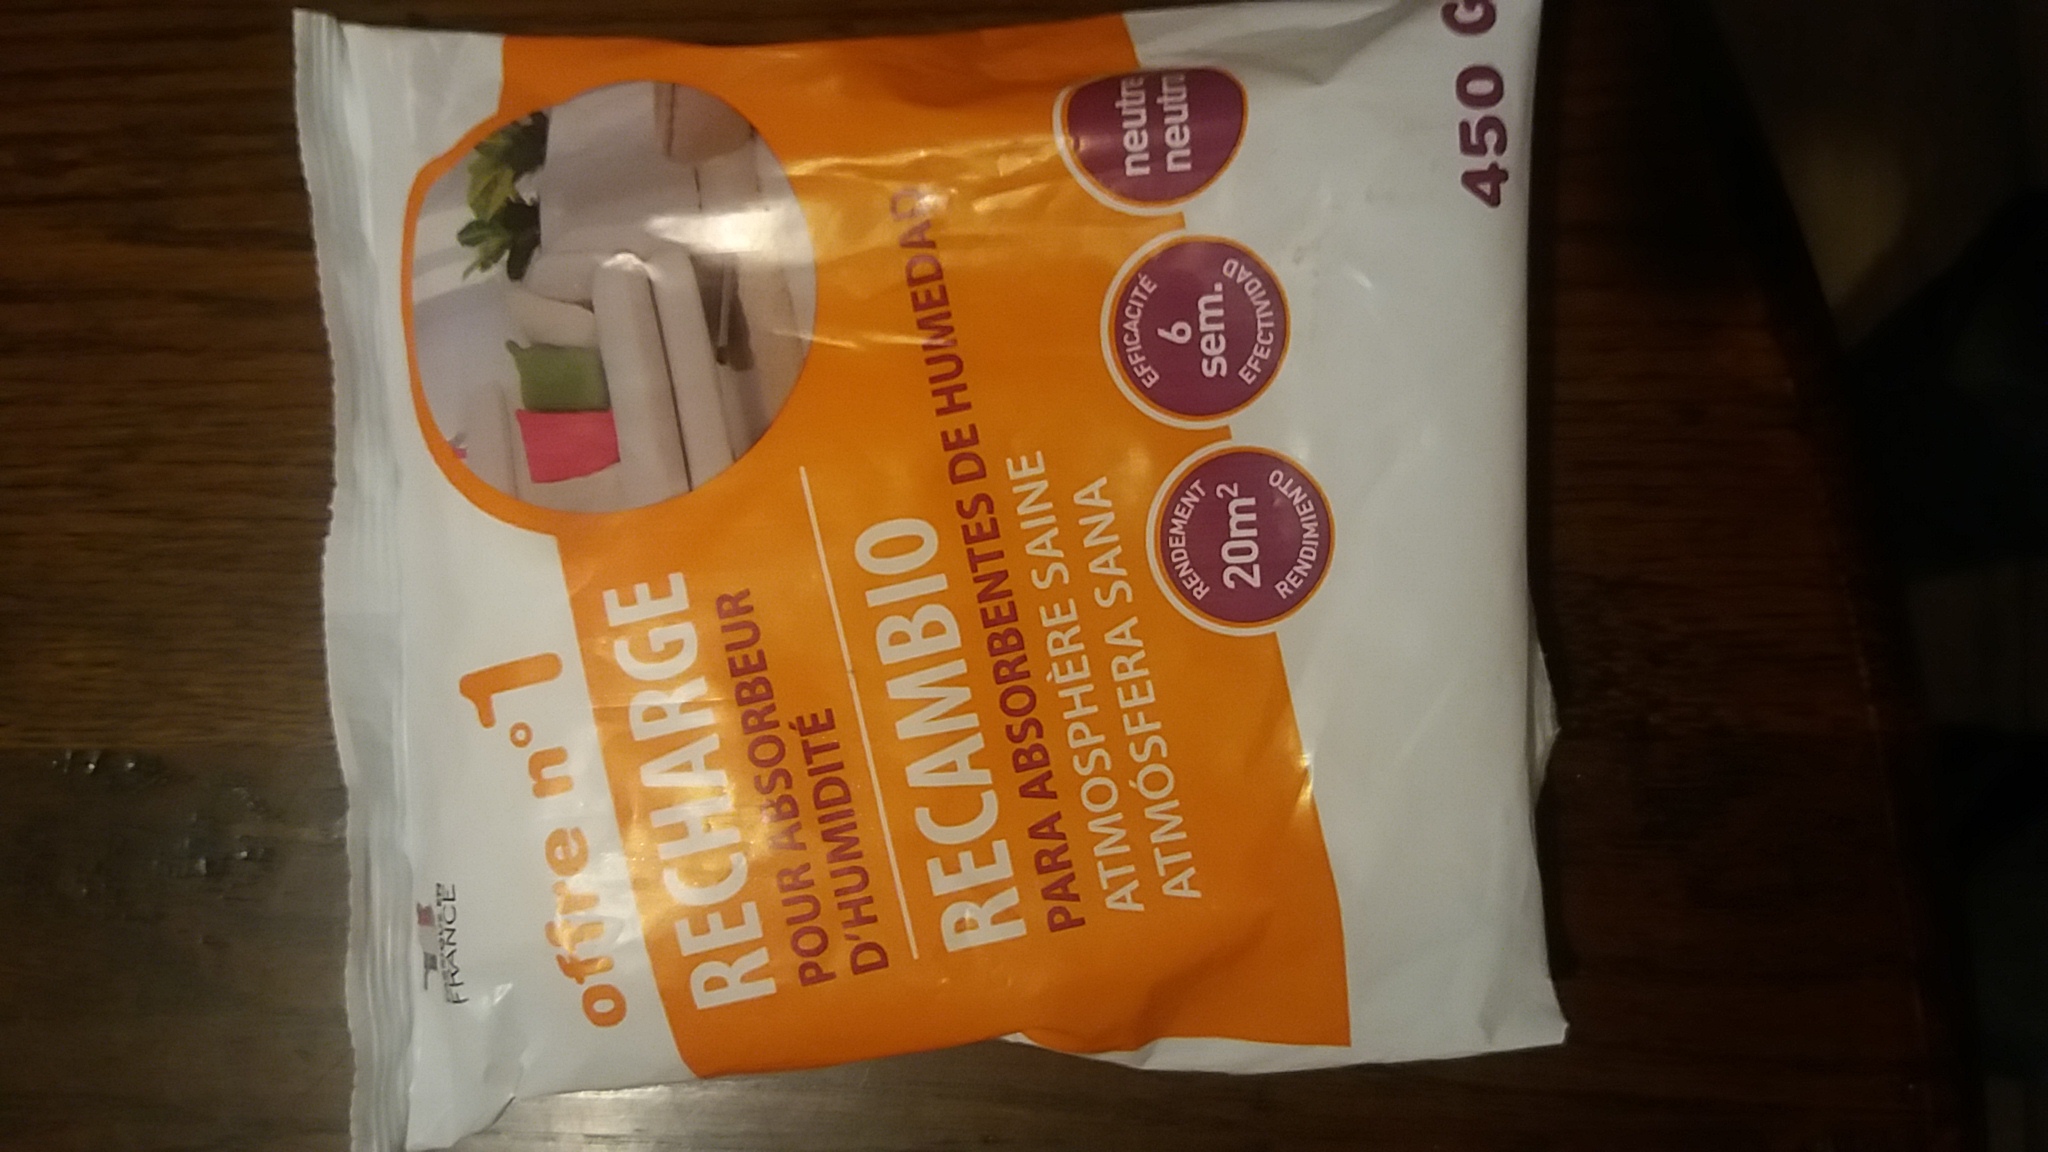 FRANCE
offre n°1
RECHARGE
POUR ABSORBEUR
D'HUMIDITÉ
RECAMBIO
PARA ABSORBENTES DE HUMEDAD
ATMOSPHÈRE SAINE
ATMÓSFERA SANA
RENDEMENT
20m²
RENDIMIENTO
EFFICACITÉ
6
sem.
EFECTIVIDAD
neutre
neutro
450 G